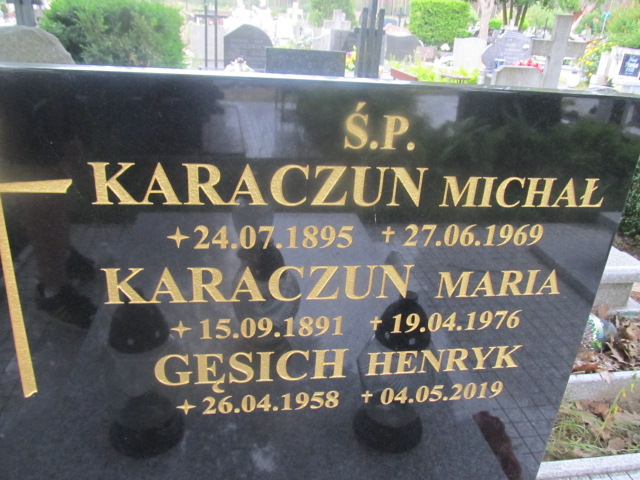 Ś.P.
KARACZUN MICHAŁ
24.07.1895 27.06.1969
KARACZUN MARIA
15.09.1891 19.04.1976
GĘSICH HENRYK
26.04.1958 04.05.2019